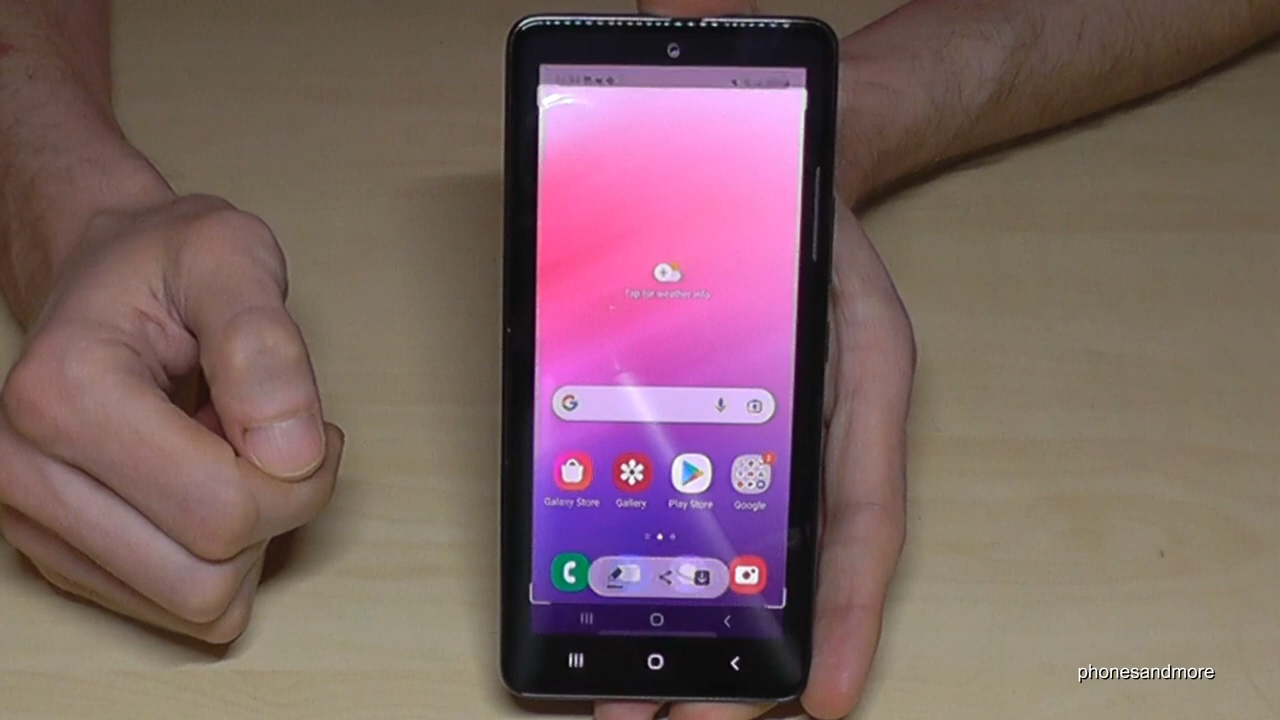 Tap for weather info
G
Galaxy Store
Gallery
Play Store
Google
phonesandmore